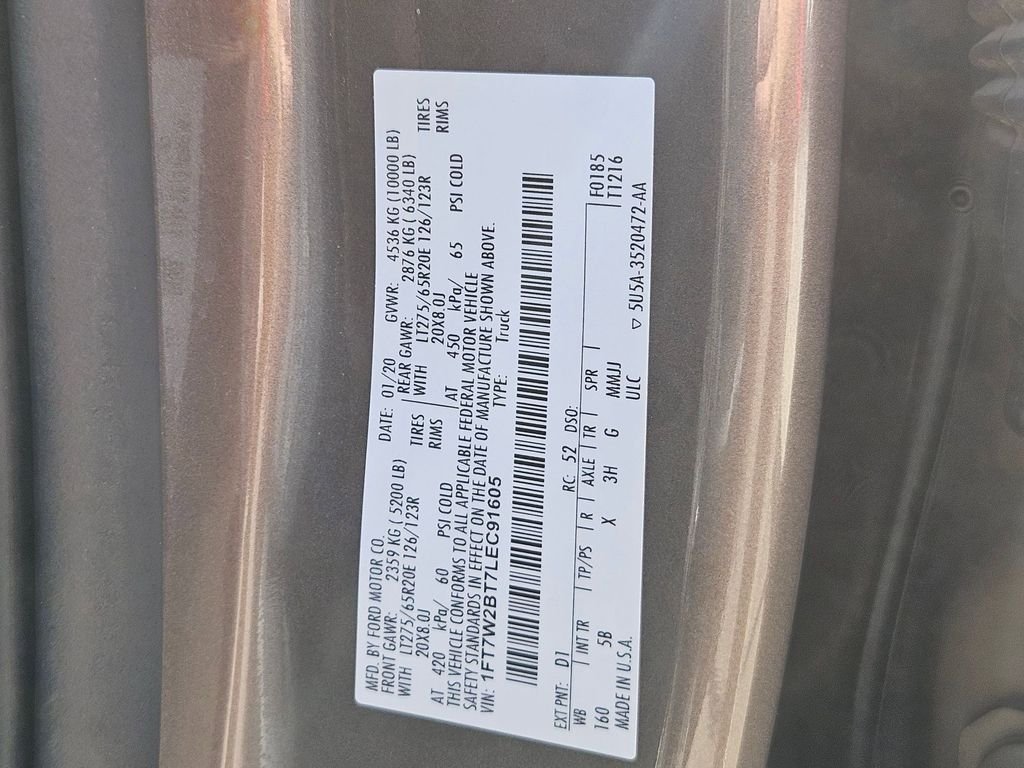 MFD. BY FORD MOTOR CO.
DATE: 01/20 GVWR: 4536 KG (10000 LB)
FRONT GAWR: 2359 KG ( 5200 LB) REAR GAWR: 2876 KG ( 6340 LB)
WITH LT275/65R20E 126/123R TIRES WITH LT275/65R20E 126/123R TIRES
20X8.0J RIMS 20X8.0J RIMS
AT 420 kPa/ 60 PSI COLD AT 450 kPa/ 65 PSI COLD
THIS VEHICLE CONFORMS TO ALL APPLICABLE FEDERAL MOTOR VEHICLE
SAFETY STANDARDS IN EFFECT ON THE DATE OF MANUFACTURE SHOWN ABOVE.
VIN: 1FT7W2BT7LEC91605 TYPE: Truck
EXT PNT: D1 RC: 52 DSO:
WB INT TR TP/PS R AXLE TR SPR F0185
160 5B X 3H G MMJJ T1216
MADE IN U.S.A. ULC ▽ 5U5A-3520472-AA